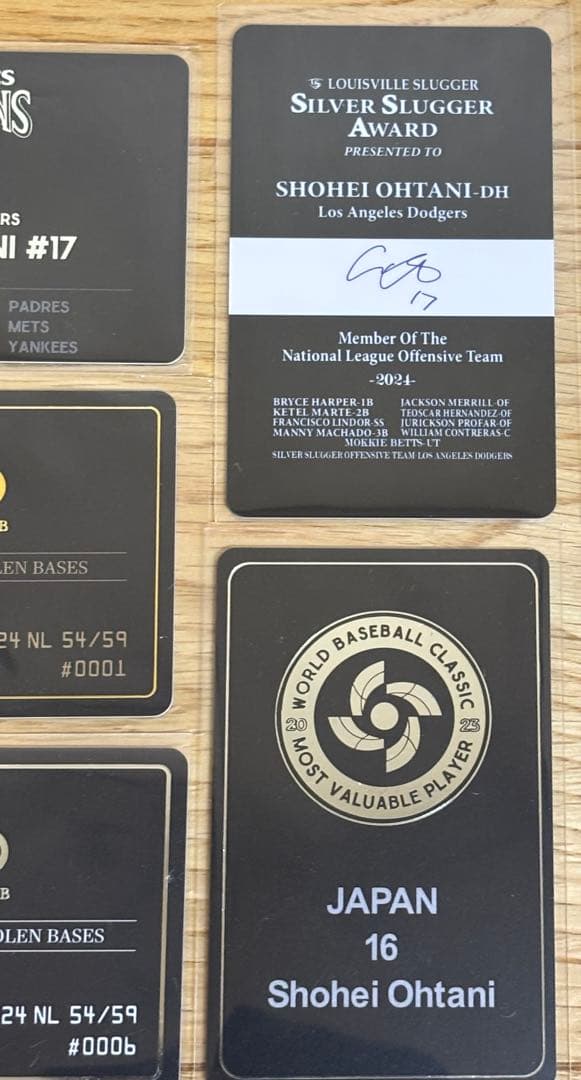 LOUISVILLE SLUGGER
SILVER SLUGGER
AWARD
PRESENTED TO
SHOHEI OHTANI-DH
Los Angeles Dodgers
17
Member Of The
National League Offensive Team
-2024-
BRYCE HARPER-1B JACKSON MERRILL-OF
KETEL MARTE-2B TEOSCAR HERNANDEZ-OF
FRANCISCO LINDOR-SS JURICKSON PROFAR-OF
MANNY MACHADO-3B WILLIAM CONTRERAS-C
MOKKIE BETTS-UT
SILVER SLUGGER OFFENSIVE TEAM LOS ANGELES DODGERS
S
NS
RS
NI #17
PADRES
METS
YANKEES
B
LEN BASES
24 NL 54/59
#0001
B
OLEN BASES
24 NL 54/59
#0006
WORLD BASEBALL CLASSIC
20 23
MOST VALUABLE PLAYER
JAPAN
16
Shohei Ohtani